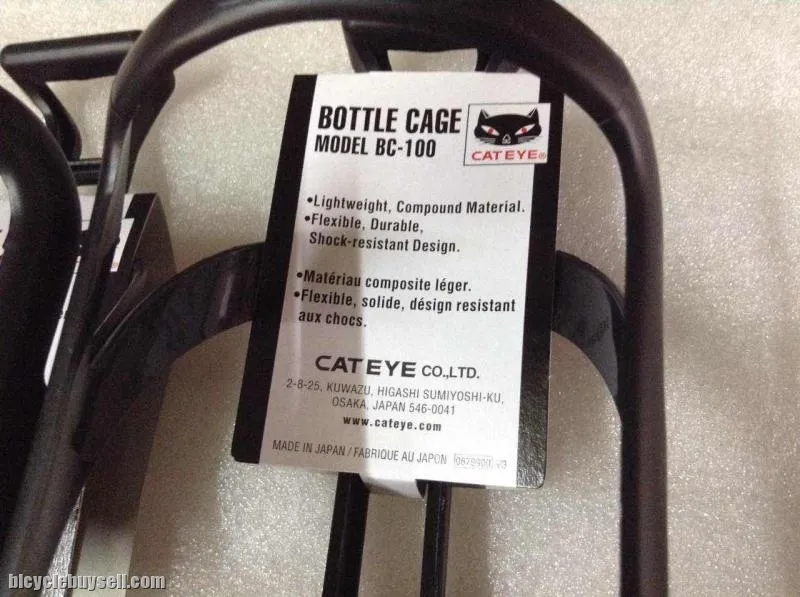 BOTTLE CAGE
MODEL BC-100
CAT EYE®
•Lightweight, Compound Material.
•Flexible, Durable,
Shock-resistant Design.
•Matériau composite léger.
•Flexible, solide, désign resistant
aux chocs.
CATEYE CO.,LTD.
2-8-25, KUWAZU, HIGASHI SUMIYOSHI-KU,
OSAKA, JAPAN 546-0041
www.cateye.com
MADE IN JAPAN / FABRIQUE AU JAPON
bicyclebuysell.com